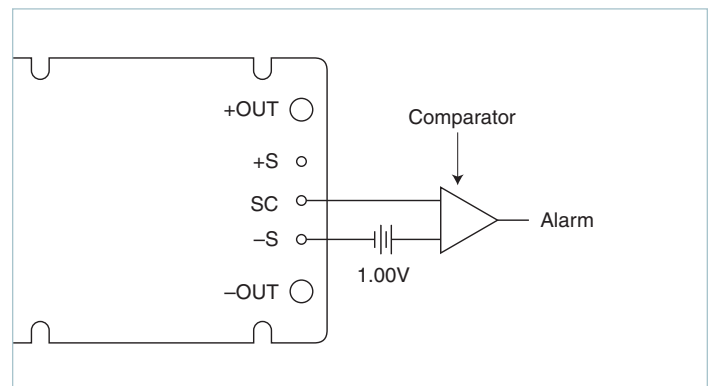 +OUT
Comparator
+S
SC
Alarm
–S
1.00V
–OUT